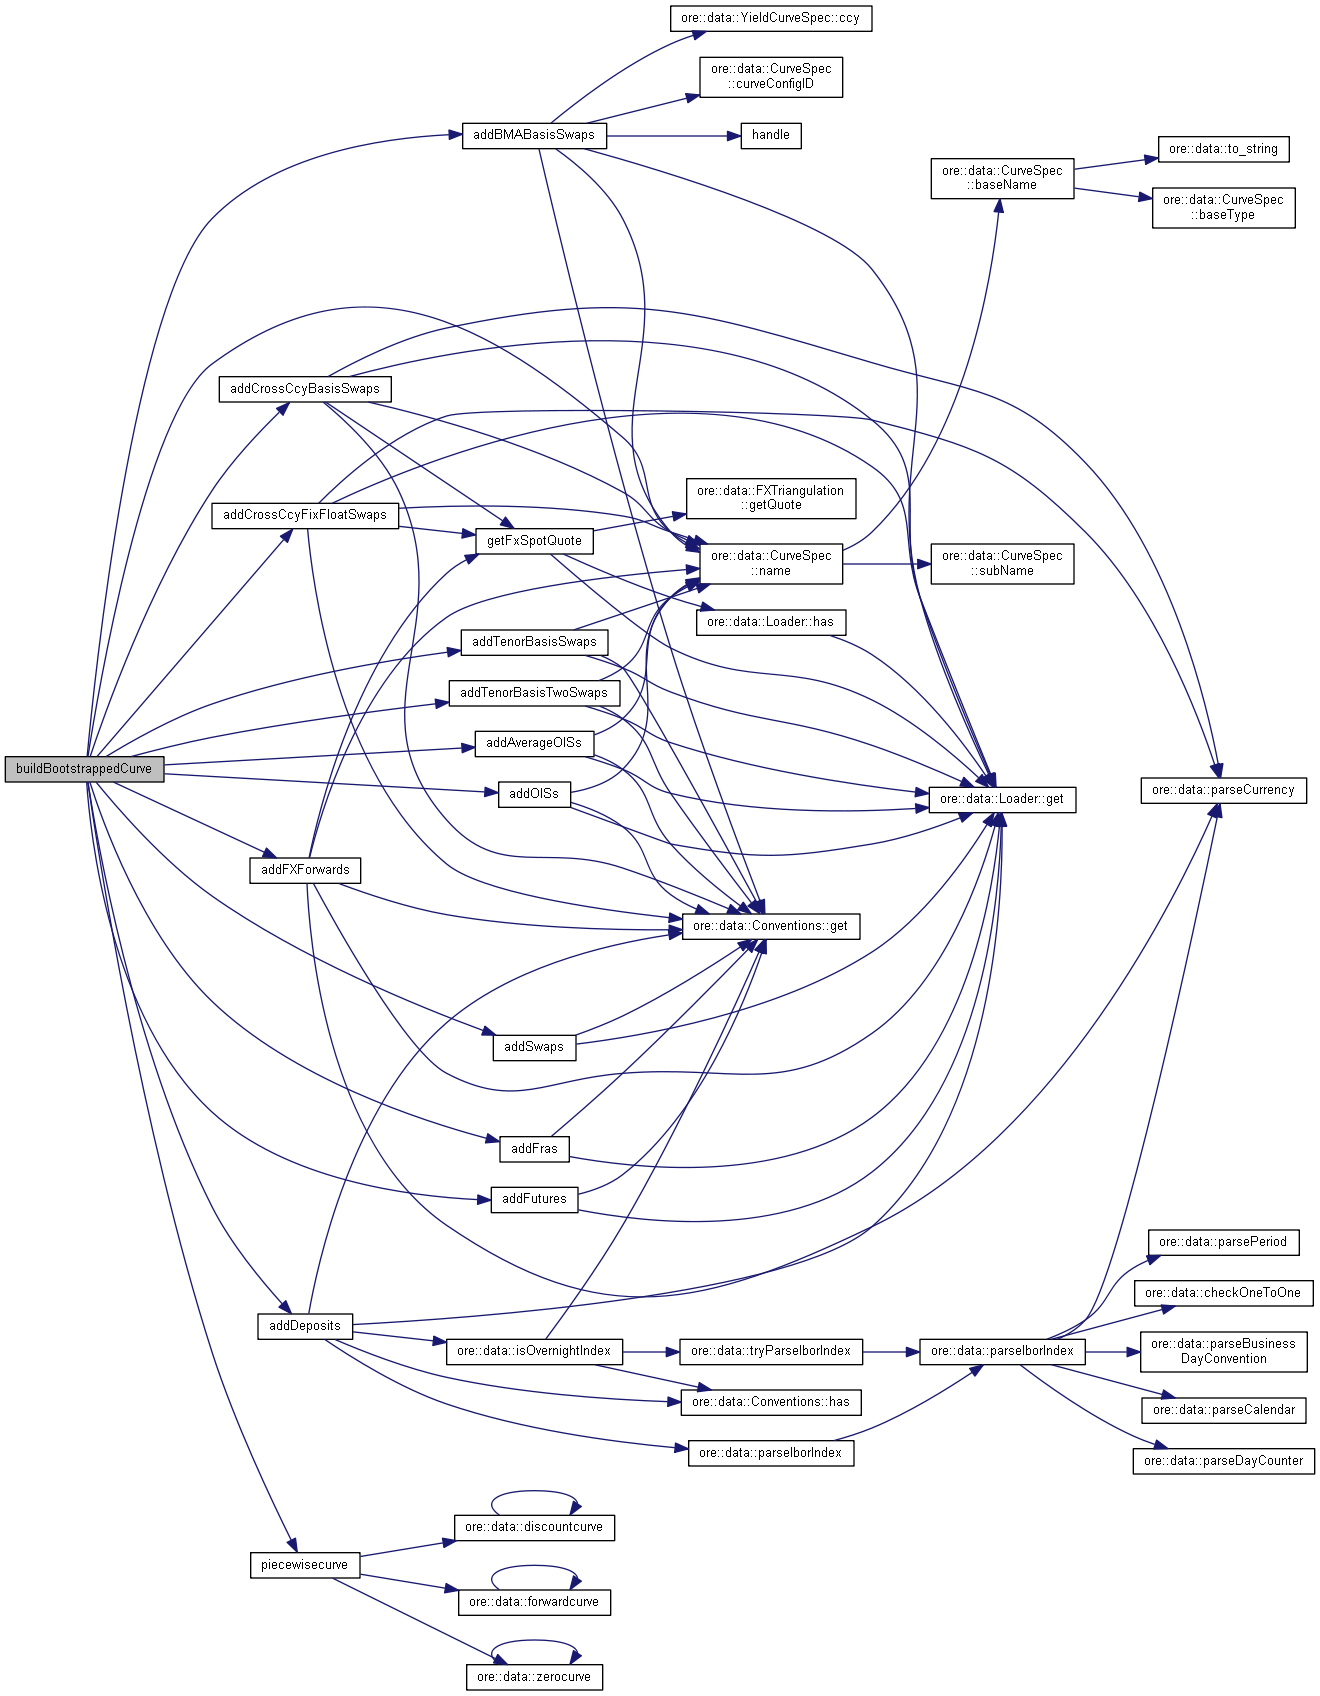 ore::data::YieldCurveSpec::ccy
ore::data::CurveSpec
::curveConfigID
addBMABasisSwaps
handle
ore::data::to_string
ore::data::CurveSpec
::baseName
ore::data::CurveSpec
::baseType
addCrossCcyBasisSwaps
ore::data::FXTriangulation
::getQuote
addCrossCcyFixFloatSwaps
getFxSpotQuote
ore::data::CurveSpec
::name
ore::data::CurveSpec
::subName
ore::data::Loader::has
addTenorBasisSwaps
addTenorBasisTwoSwaps
addAverageOISs
buildBootstrappedCurve
addOISs
ore::data::Loader::get
ore::data::parseCurrency
addFXForwards
ore::data::Conventions::get
addSwaps
addFras
addFutures
ore::data::parsePeriod
ore::data::checkOneToOne
addDeposits
ore::data::isOvernightIndex
ore::data::tryParseIborIndex
ore::data::parseIborIndex
ore::data::parseBusiness
DayConvention
ore::data::Conventions::has
ore::data::parseCalendar
ore::data::parseIborIndex
ore::data::parseDayCounter
ore::data::discountcurve
piecewisecurve
ore::data::forwardcurve
ore::data::zerocurve